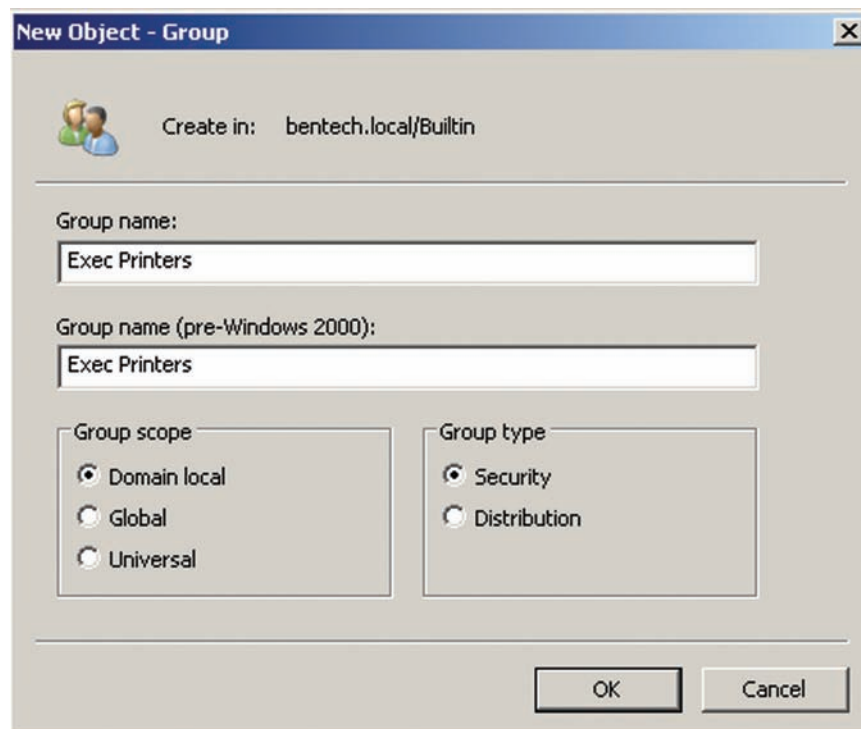 New Object - Group
Create in: bentech.local/Builtin
Group name:
Exec Printers
Group name (pre-Windows 2000):
Exec Printers
Group scope
Domain local
Global
Universal
Group type
Security
Distribution
OK
Cancel